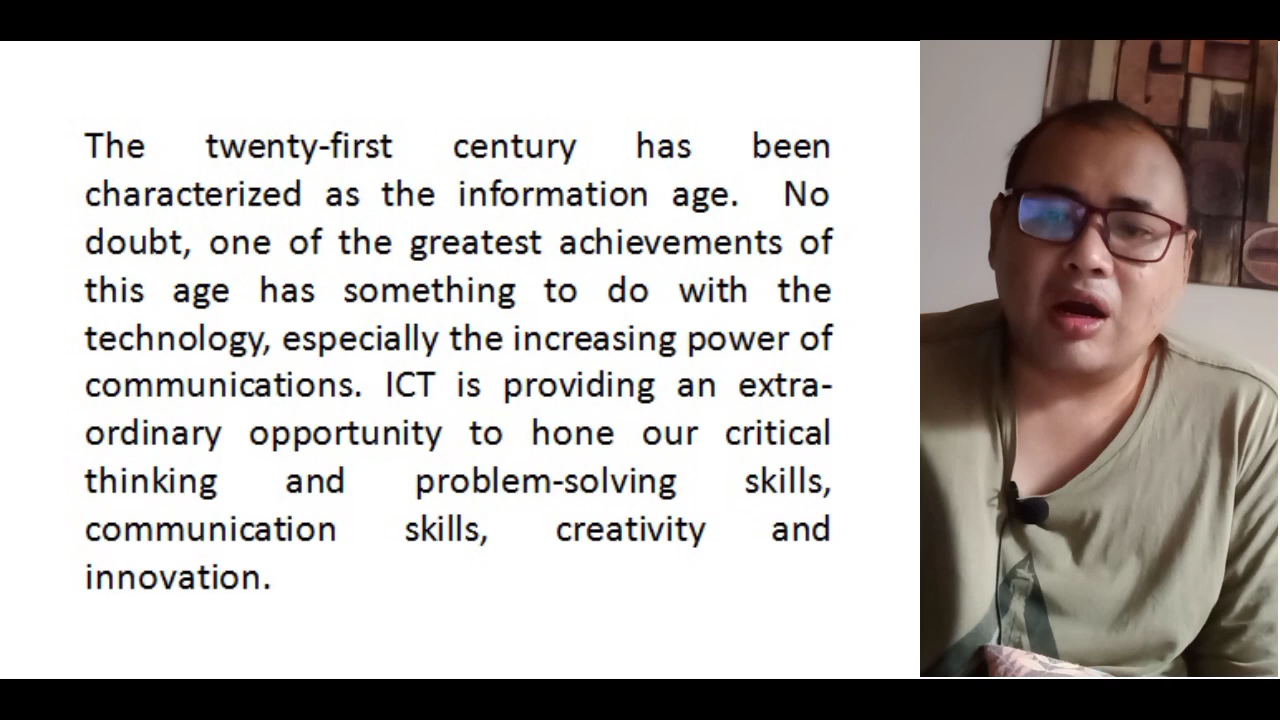 The twenty-first century has been
characterized as the information age. No
doubt, one of the greatest achievements of
this age has something to do with the
technology, especially the increasing power of
communications. ICT is providing an extra-
ordinary opportunity to hone our critical
thinking and problem-solving skills,
communication skills, creativity and
innovation.